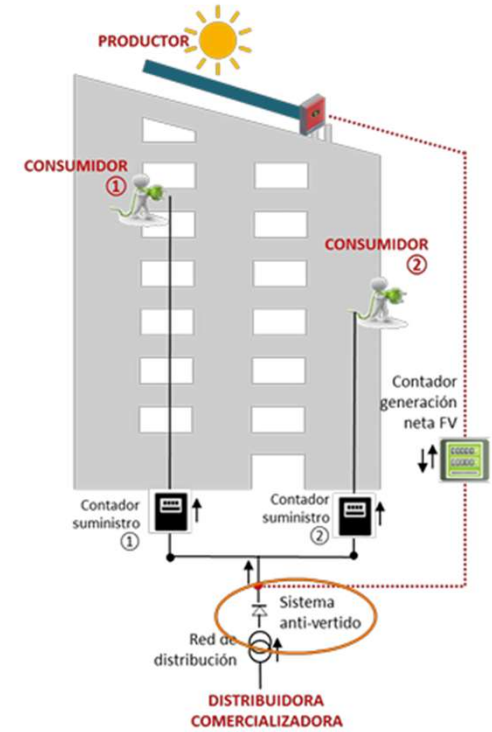 PRODUCTOR
CONSUMIDOR
①
CONSUMIDOR
②
Contador
generación
neta FV
Contador
suministro
①
Contador
suministro
②
Sistema
anti-vertido
Red de
distribución
DISTRIBUIDORA
COMERCIALIZADORA